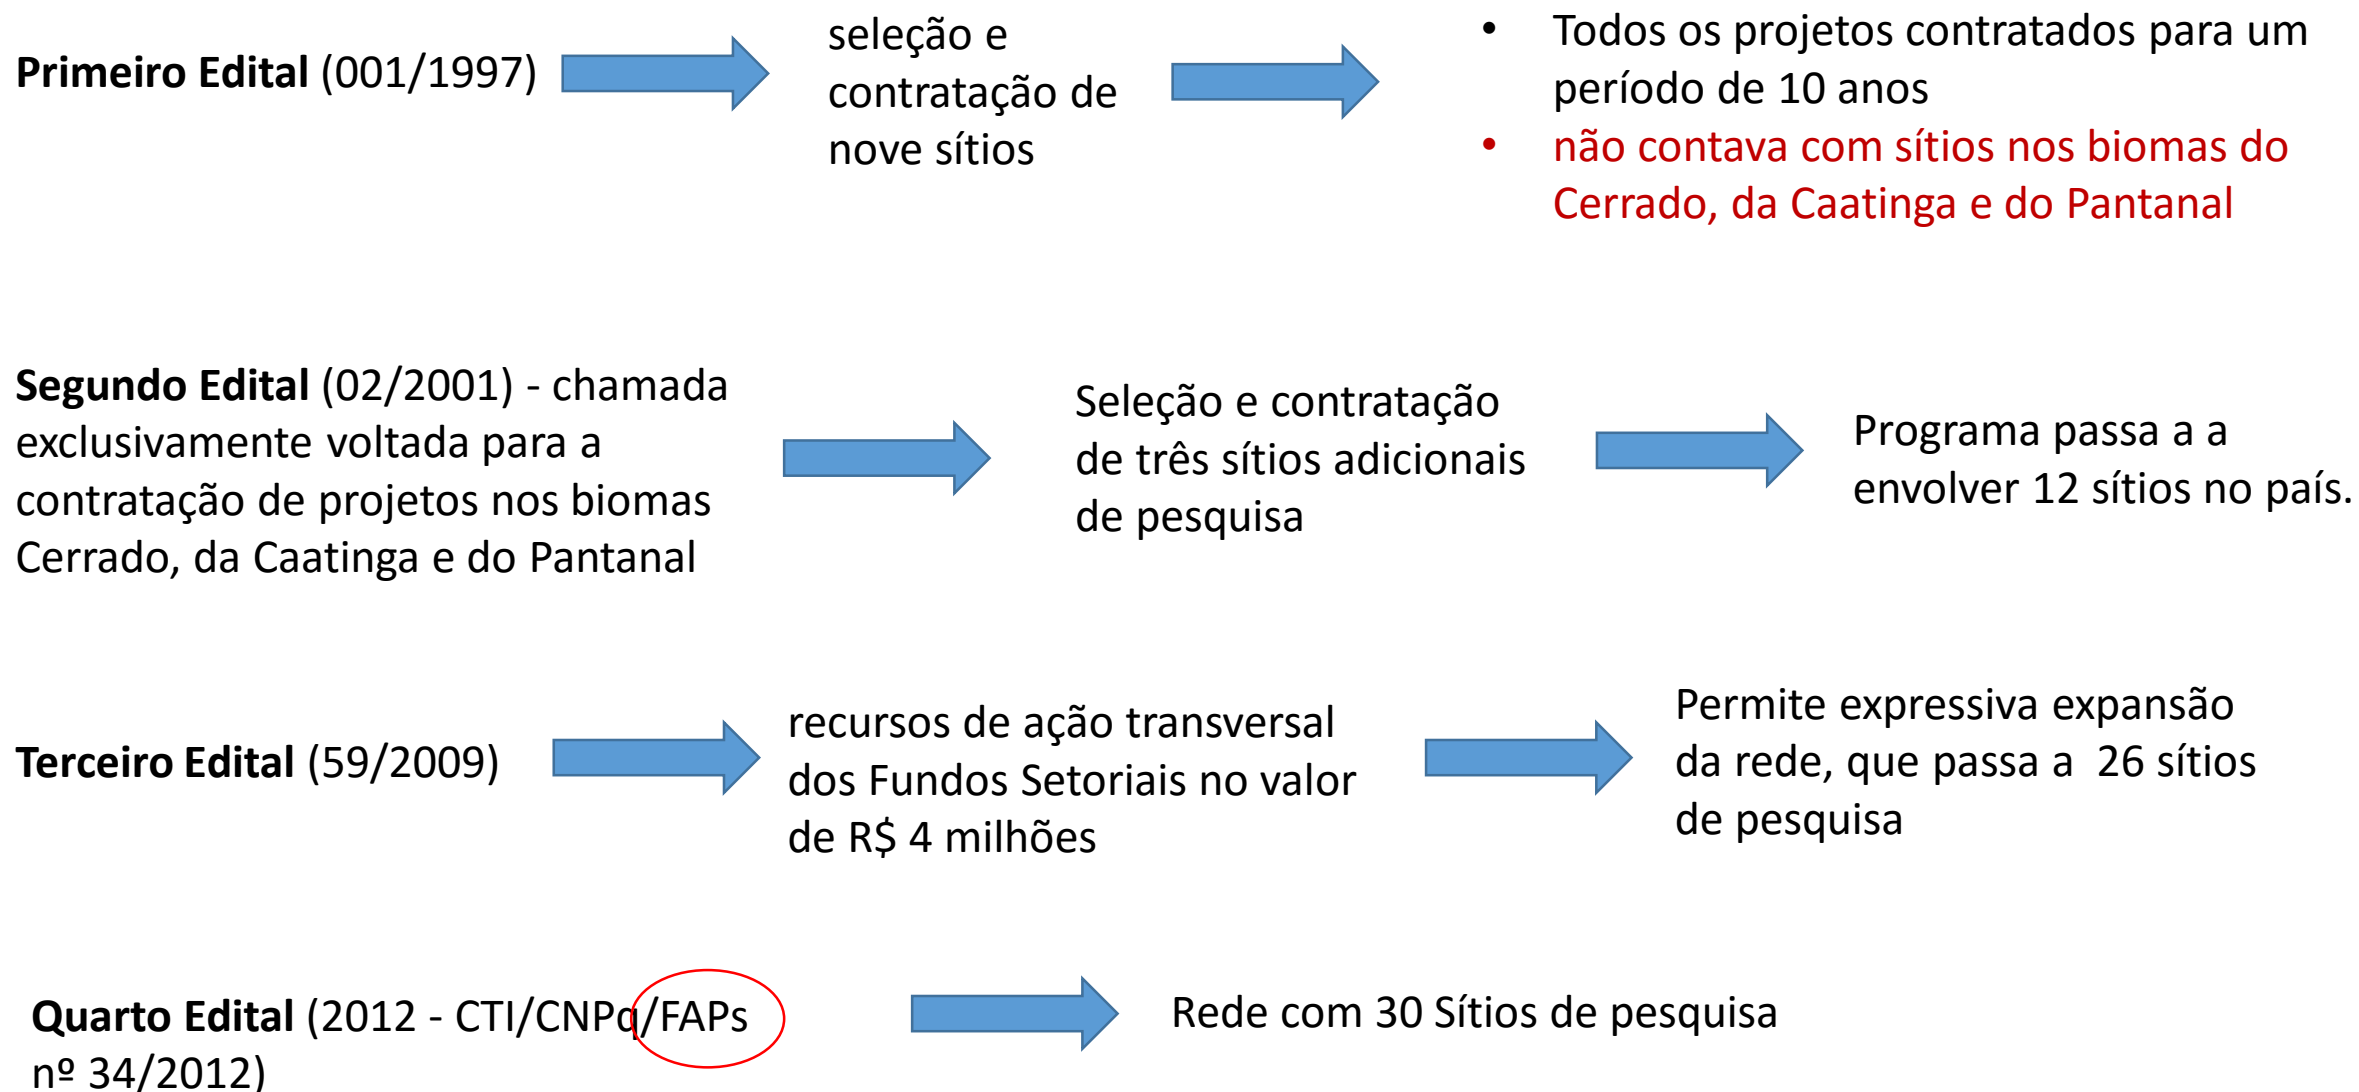 Primeiro Edital (001/1997)
seleção e
contratação de
nove sítios
• Todos os projetos contratados para um
período de 10 anos
• não contava com sítios nos biomas do
Cerrado, da Caatinga e do Pantanal
Segundo Edital (02/2001) - chamada
exclusivamente voltada para a
contratação de projetos nos biomas
Cerrado, da Caatinga e do Pantanal
Seleção e contratação
de três sítios adicionais
de pesquisa
Programa passa a a
envolver 12 sítios no país.
Terceiro Edital (59/2009)
recursos de ação transversal
dos Fundos Setoriais no valor
de R$ 4 milhões
Permite expressiva expansão
da rede, que passa a  26 sítios
de pesquisa
Quarto Edital (2012 - CTI/CNPq/FAPs
nº 34/2012)
Rede com 30 Sítios de pesquisa